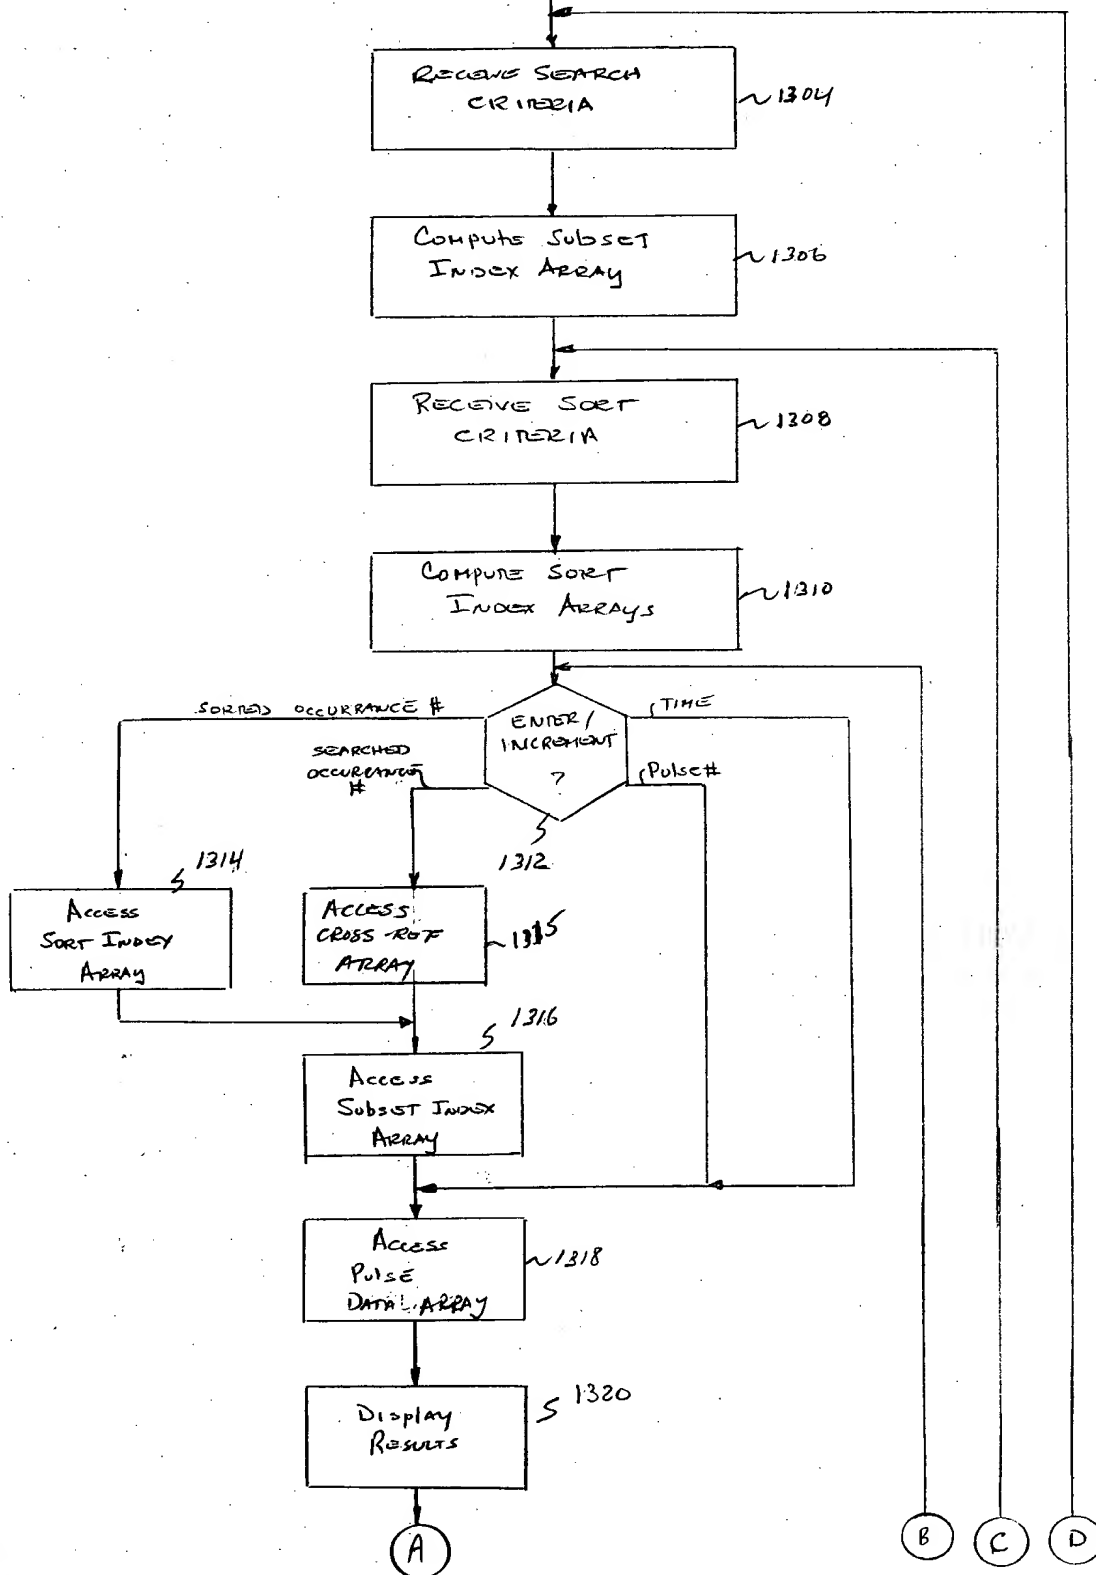 RECEIVE SEARCH
CRITERIA
1304
COMPUTE SUBSET
INDEX ARRAY
1306
RECEIVE SORT
CRITERIA
1308
COMPUTE SORT
INDEX ARRAYS
1310
SORTED OCCURRANCE #
SEARCHED
OCCURRANCE
#
ENTER/
INCREMENT
?
TIME
Pulse#
1312
1314
ACCESS
SORT INDEX
ARRAY
ACCESS
CROSS-REF
ARRAY
1315
1316
ACCESS
SUBSET INDEX
ARRAY
ACCESS
PULSE
DATA ARRAY
1318
DISPLAY
RESULTS
1320
A
B
C
D